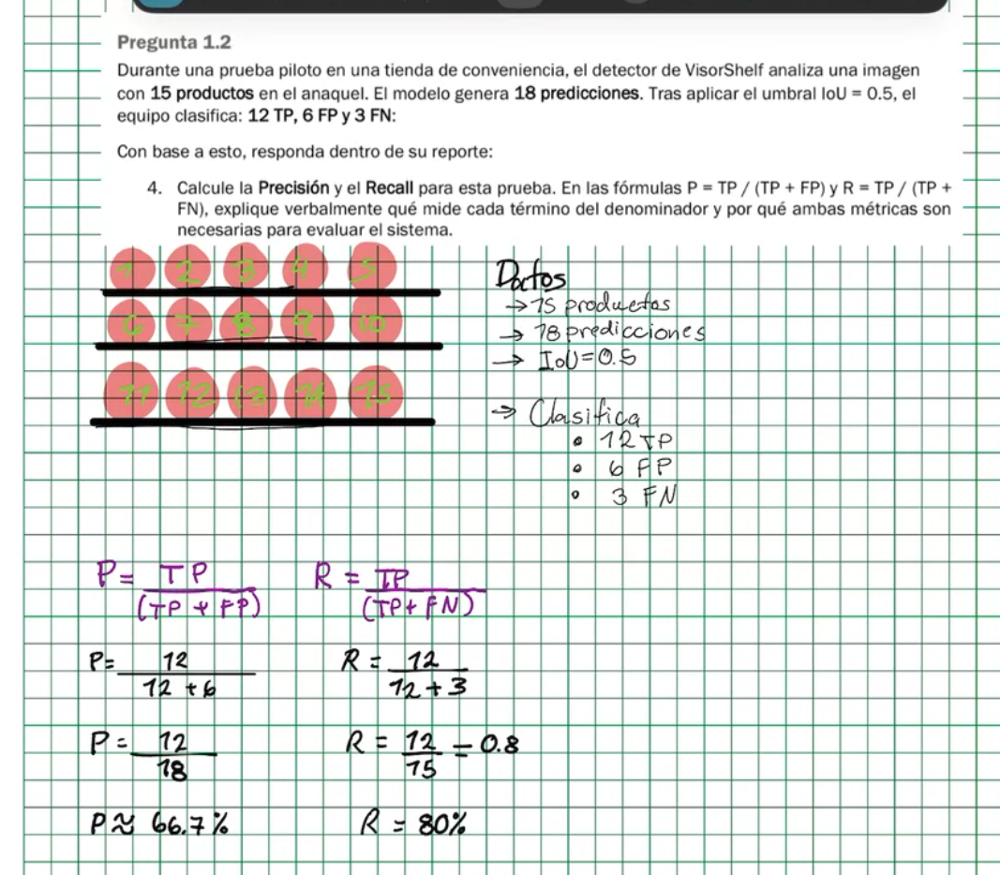 Pregunta 1.2
Durante una prueba piloto en una tienda de conveniencia, el detector de VisorShelf analiza una imagen
con 15 productos en el anaquel. El modelo genera 18 predicciones. Tras aplicar el umbral IoU = 0.5, el
equipo clasifica: 12 TP, 6 FP y 3 FN:
Con base a esto, responda dentro de su reporte:
4. Calcule la Precisión y el Recall para esta prueba. En las fórmulas P = TP / (TP + FP) y R = TP / (TP +
FN), explique verbalmente qué mide cada término del denominador y por qué ambas métricas son
necesarias para evaluar el sistema.
1 2 3 4 5
6 7 8 9 10
11 12 13 14 15
Datos
→ 15 productos
→ 18 predicciones
→ IoU = 0.5
→ Clasifica
• 12 TP
• 6 FP
• 3 FN
P = TP / (TP + FP)
R = TP / (TP + FN)
P = 12 / 12 + 6
R = 12 / 12 + 3
P = 12 / 18
R = 12 / 15 = 0.8
P ≈ 66.7%
R = 80%